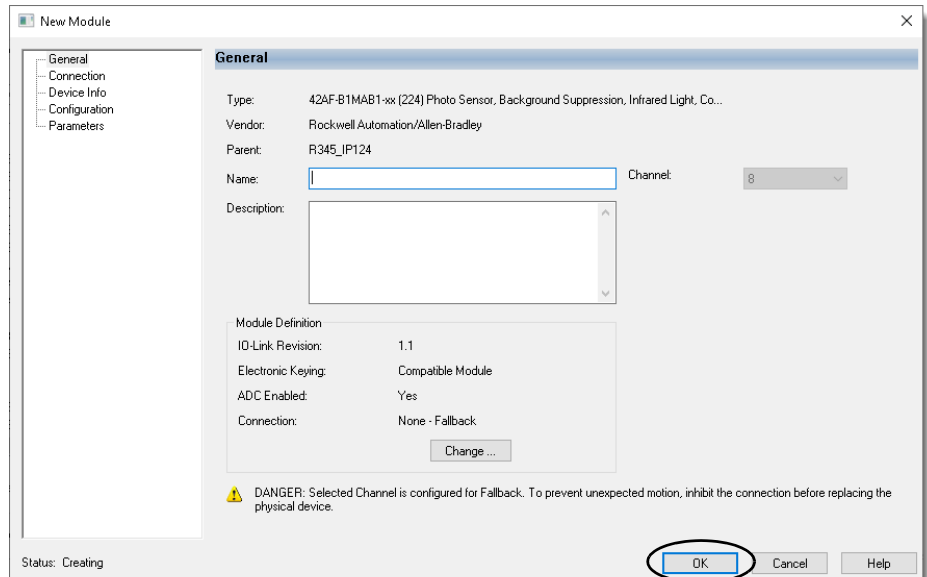 New Module
General
Connection
Device Info
Configuration
Parameters
General
Type: 42AF-B1MAB1-xx (224) Photo Sensor, Background Suppression, Infrared Light, Co...
Vendor: Rockwell Automation/Allen-Bradley
Parent: R345_IP124
Name: Channel: 8
Description:
Module Definition
IO-Link Revision: 1.1
Electronic Keying: Compatible Module
ADC Enabled: Yes
Connection: None - Fallback
Change ...
DANGER: Selected Channel is configured for Fallback. To prevent unexpected motion, inhibit the connection before replacing the
physical device.
Status: Creating OK Cancel Help